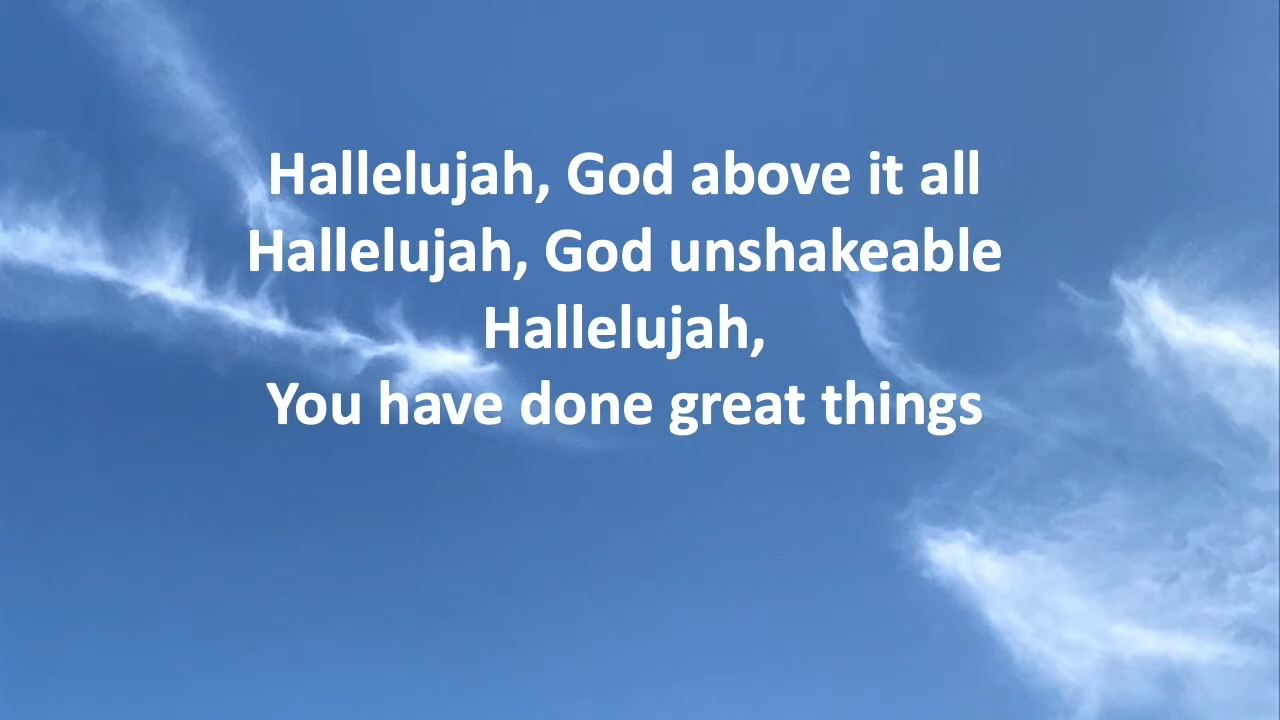 Hallelujah, God above it all
Hallelujah, God unshakeable
Hallelujah,
You have done great things